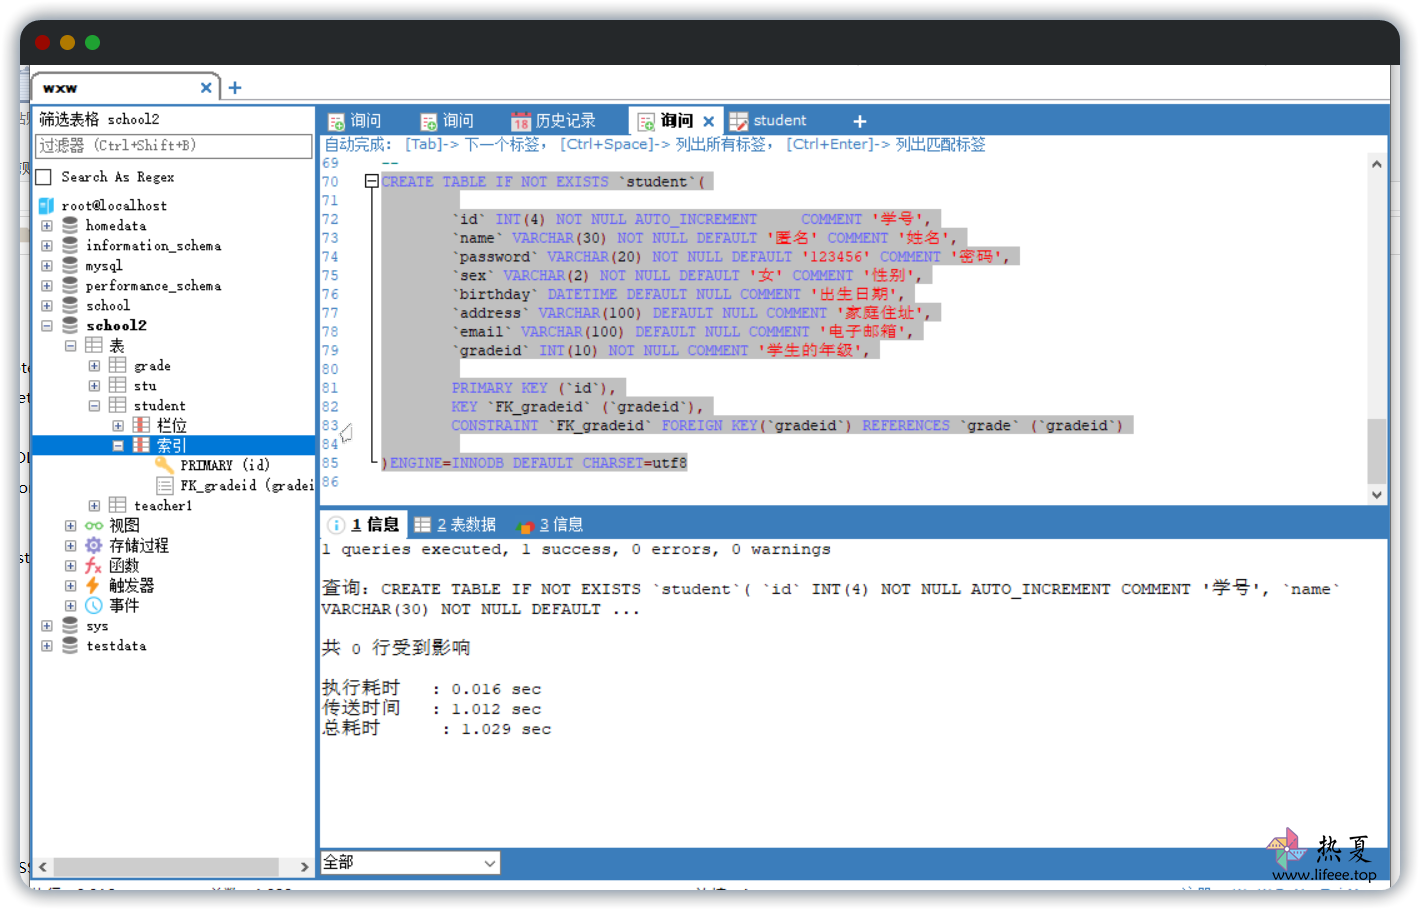 wxw
筛选表格 school2
过滤器 (Ctrl+Shift+B)
Search As Regex
root@localhost
homedata
information_schema
mysql
performance_schema
school
school2
表
grade
stu
student
栏位
索引
PRIMARY (id)
FK_gradeid (gradei
teacher1
视图
存储过程
函数
触发器
事件
sys
testdata
询问 询问 18 历史记录 询问 student
自动完成: [Tab]-> 下一个标签, [Ctrl+Space]-> 列出所有标签, [Ctrl+Enter]-> 列出匹配标签
69 --
70 CREATE TABLE IF NOT EXISTS `student`(
71
72 `id` INT(4) NOT NULL AUTO_INCREMENT COMMENT '学号',
73 `name` VARCHAR(30) NOT NULL DEFAULT '匿名' COMMENT '姓名',
74 `password` VARCHAR(20) NOT NULL DEFAULT '123456' COMMENT '密码',
75 `sex` VARCHAR(2) NOT NULL DEFAULT '女' COMMENT '性别',
76 `birthday` DATETIME DEFAULT NULL COMMENT '出生日期',
77 `address` VARCHAR(100) DEFAULT NULL COMMENT '家庭住址',
78 `email` VARCHAR(100) DEFAULT NULL COMMENT '电子邮箱',
79 `gradeid` INT(10) NOT NULL COMMENT '学生的年级',
80
81 PRIMARY KEY (`id`),
82 KEY `FK_gradeid` (`gradeid`),
83 CONSTRAINT `FK_gradeid` FOREIGN KEY(`gradeid`) REFERENCES `grade` (`gradeid`)
84
85 )ENGINE=INNODB DEFAULT CHARSET=utf8
86
1 信息 2 表数据 3 信息
1 queries executed, 1 success, 0 errors, 0 warnings
查询: CREATE TABLE IF NOT EXISTS `student`( `id` INT(4) NOT NULL AUTO_INCREMENT COMMENT '学号', `name`
VARCHAR(30) NOT NULL DEFAULT ...
共 0 行受到影响
执行耗时 : 0.016 sec
传送时间 : 1.012 sec
总耗时 : 1.029 sec
全部
热夏
www.lifeee.top